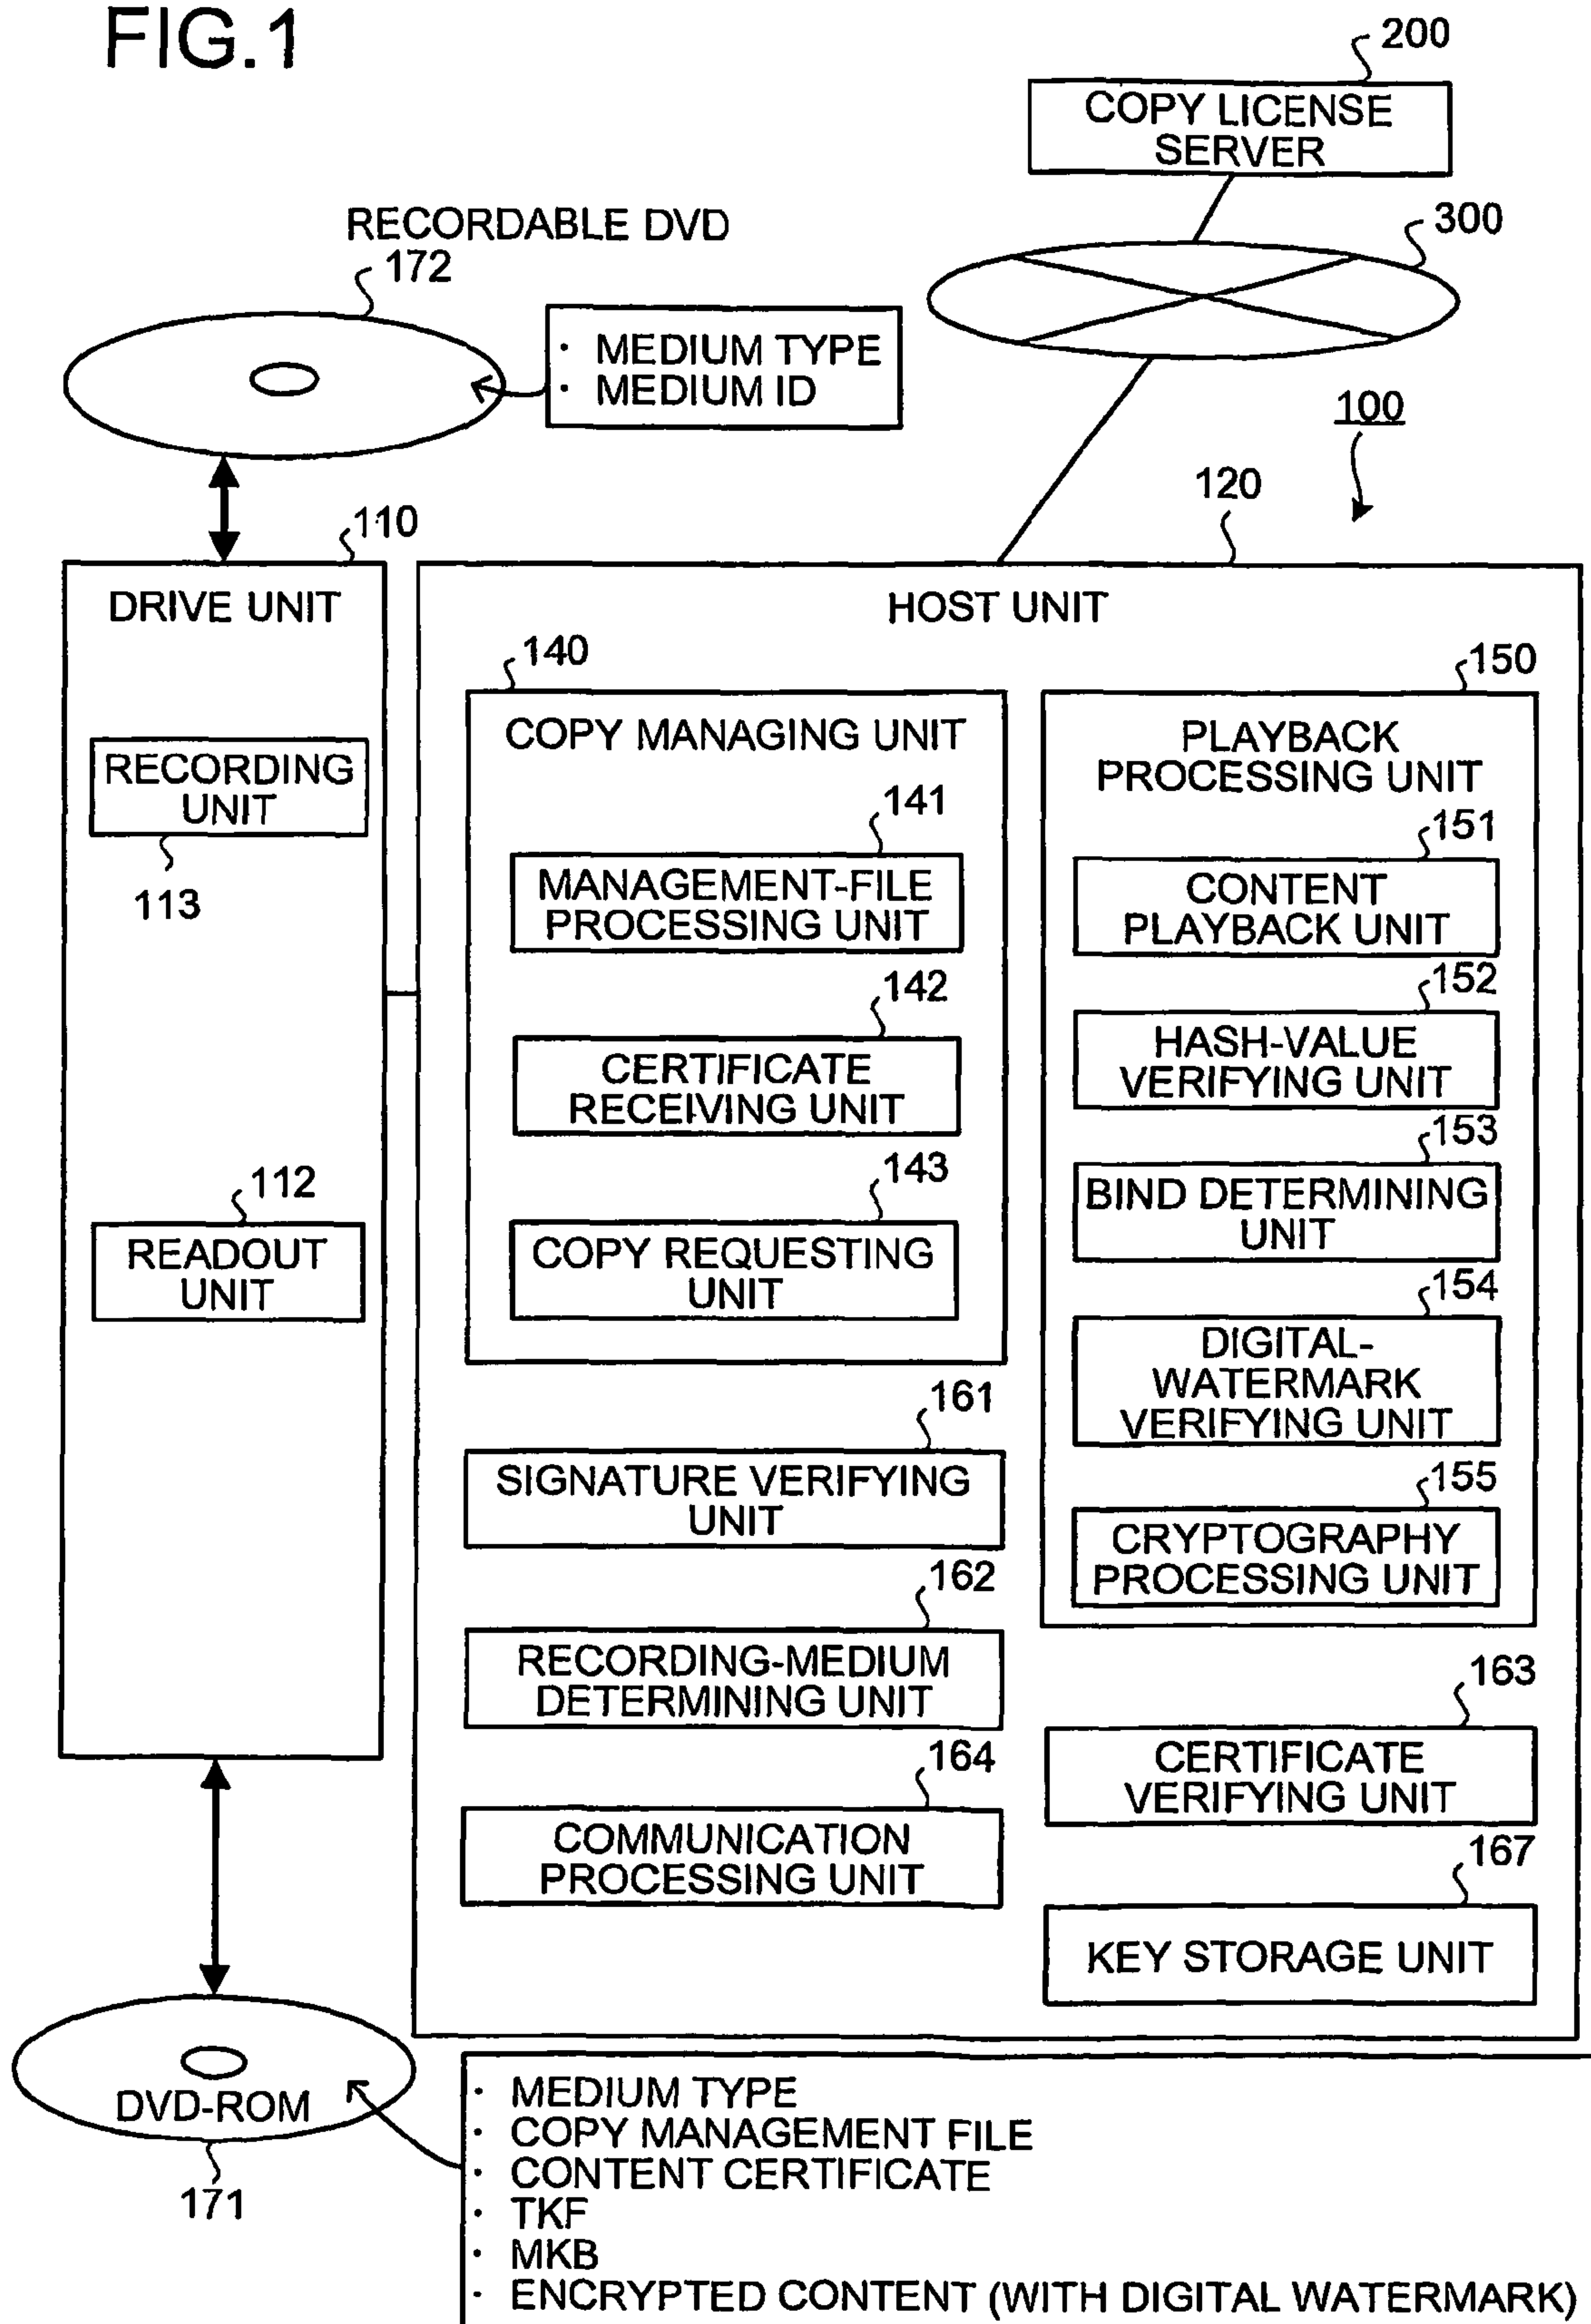 FIG.1
200
COPY LICENSE
SERVER
300
RECORDABLE DVD
172
· MEDIUM TYPE
· MEDIUM ID
100
110
120
DRIVE UNIT
HOST UNIT
RECORDING
UNIT
113
112
READOUT
UNIT
140
COPY MANAGING UNIT
141
MANAGEMENT-FILE
PROCESSING UNIT
142
CERTIFICATE
RECEIVING UNIT
143
COPY REQUESTING
UNIT
150
PLAYBACK
PROCESSING UNIT
151
CONTENT
PLAYBACK UNIT
152
HASH-VALUE
VERIFYING UNIT
153
BIND DETERMINING
UNIT
154
DIGITAL-
WATERMARK
VERIFYING UNIT
155
CRYPTOGRAPHY
PROCESSING UNIT
161
SIGNATURE VERIFYING
UNIT
162
RECORDING-MEDIUM
DETERMINING UNIT
163
CERTIFICATE
VERIFYING UNIT
164
COMMUNICATION
PROCESSING UNIT
167
KEY STORAGE UNIT
DVD-ROM
171
· MEDIUM TYPE
· COPY MANAGEMENT FILE
· CONTENT CERTIFICATE
· TKF
· MKB
· ENCRYPTED CONTENT (WITH DIGITAL WATERMARK)